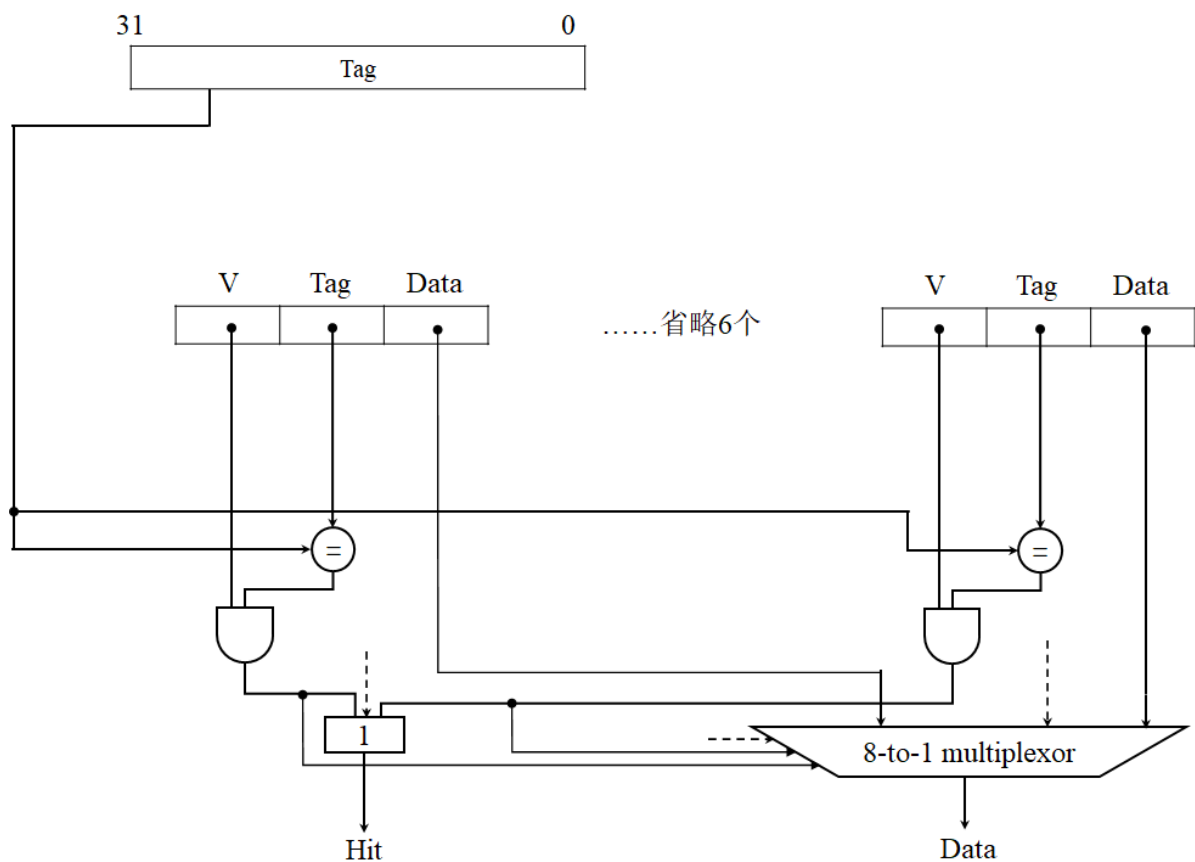 31 0
Tag
V Tag Data ……省略6个 V Tag Data
= =
1
8-to-1 multiplexor
Hit Data